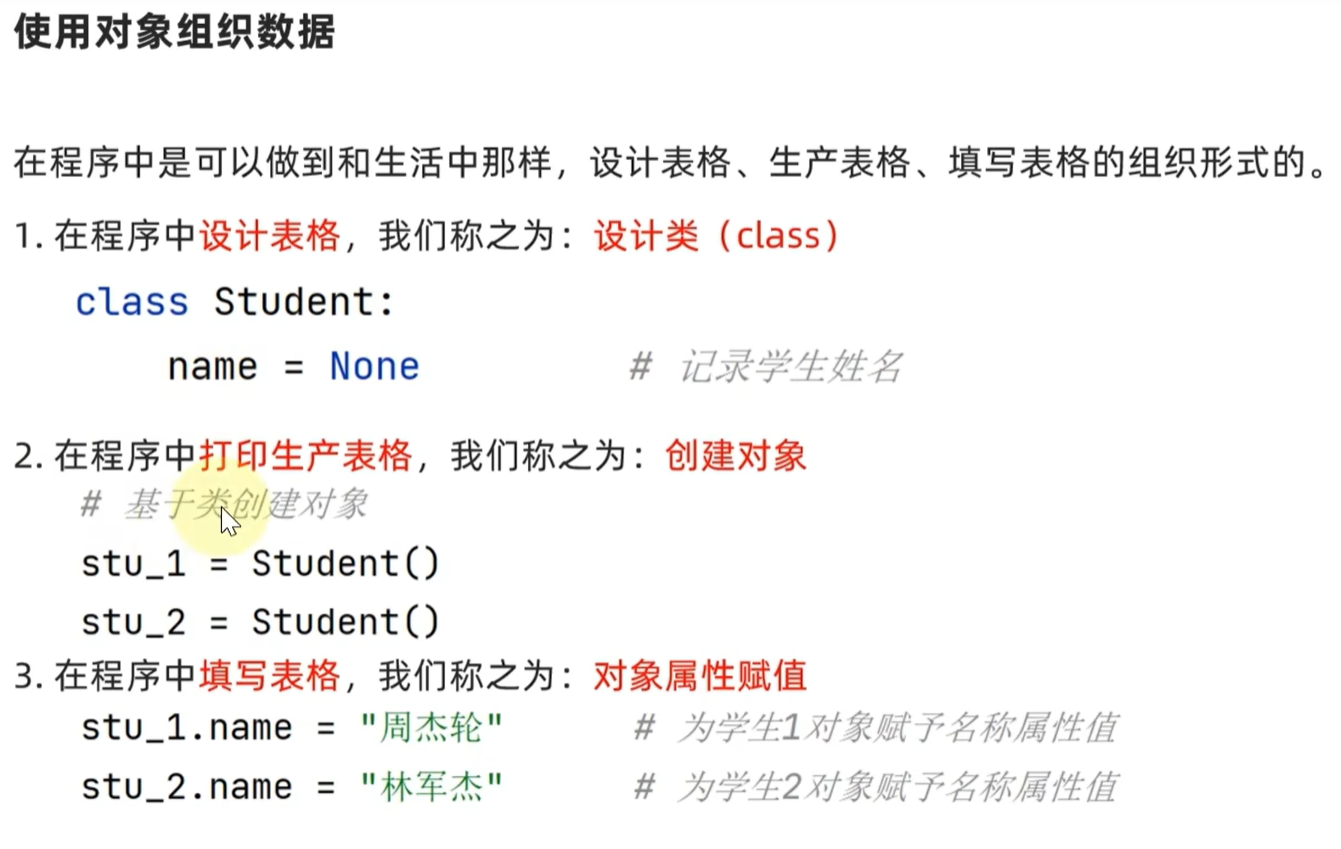 使用对象组织数据
在程序中是可以做到和生活中那样，设计表格、生产表格、填写表格的组织形式的。
1. 在程序中设计表格，我们称之为：设计类（class）
class Student:
    name = None          # 记录学生姓名
2. 在程序中打印生产表格，我们称之为：创建对象
# 基于类创建对象
stu_1 = Student()
stu_2 = Student()
3. 在程序中填写表格，我们称之为：对象属性赋值
stu_1.name = "周杰轮"      # 为学生1对象赋予名称属性值
stu_2.name = "林军杰"      # 为学生2对象赋予名称属性值